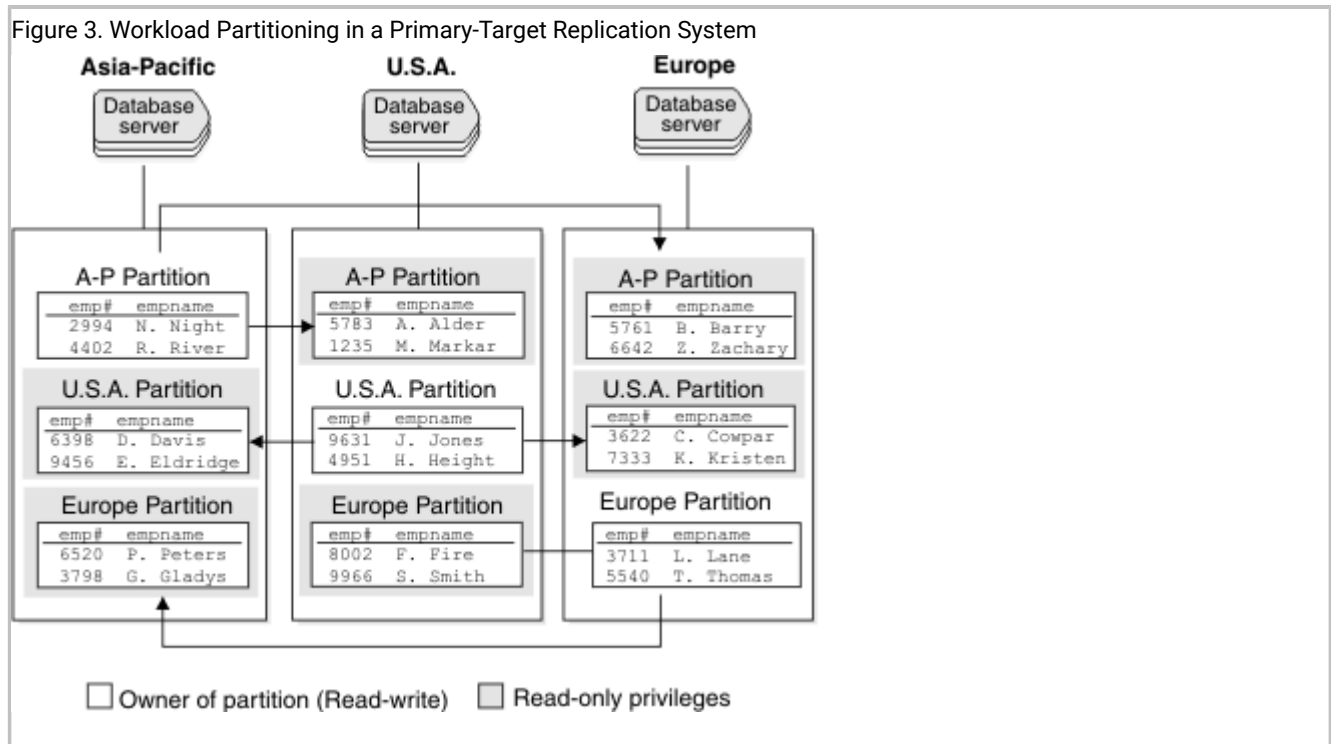 Figure 3. Workload Partitioning in a Primary-Target Replication System
Asia-Pacific
U.S.A.
Europe
Database
server
Database
server
Database
server
A-P Partition
emp# empname
2994 N. Night
4402 R. River
U.S.A. Partition
emp# empname
6398 D. Davis
9456 E. Eldridge
Europe Partition
emp# empname
6520 P. Peters
3798 G. Gladys
A-P Partition
emp# empname
5783 A. Alder
1235 M. Markar
U.S.A. Partition
emp# empname
9631 J. Jones
4951 H. Height
Europe Partition
emp# empname
8002 F. Fire
9966 S. Smith
A-P Partition
emp# empname
5761 B. Barry
6642 Z. Zachary
U.S.A. Partition
emp# empname
3622 C. Cowpar
7333 K. Kristen
Europe Partition
emp# empname
3711 L. Lane
5540 T. Thomas
Owner of partition (Read-write)
Read-only privileges